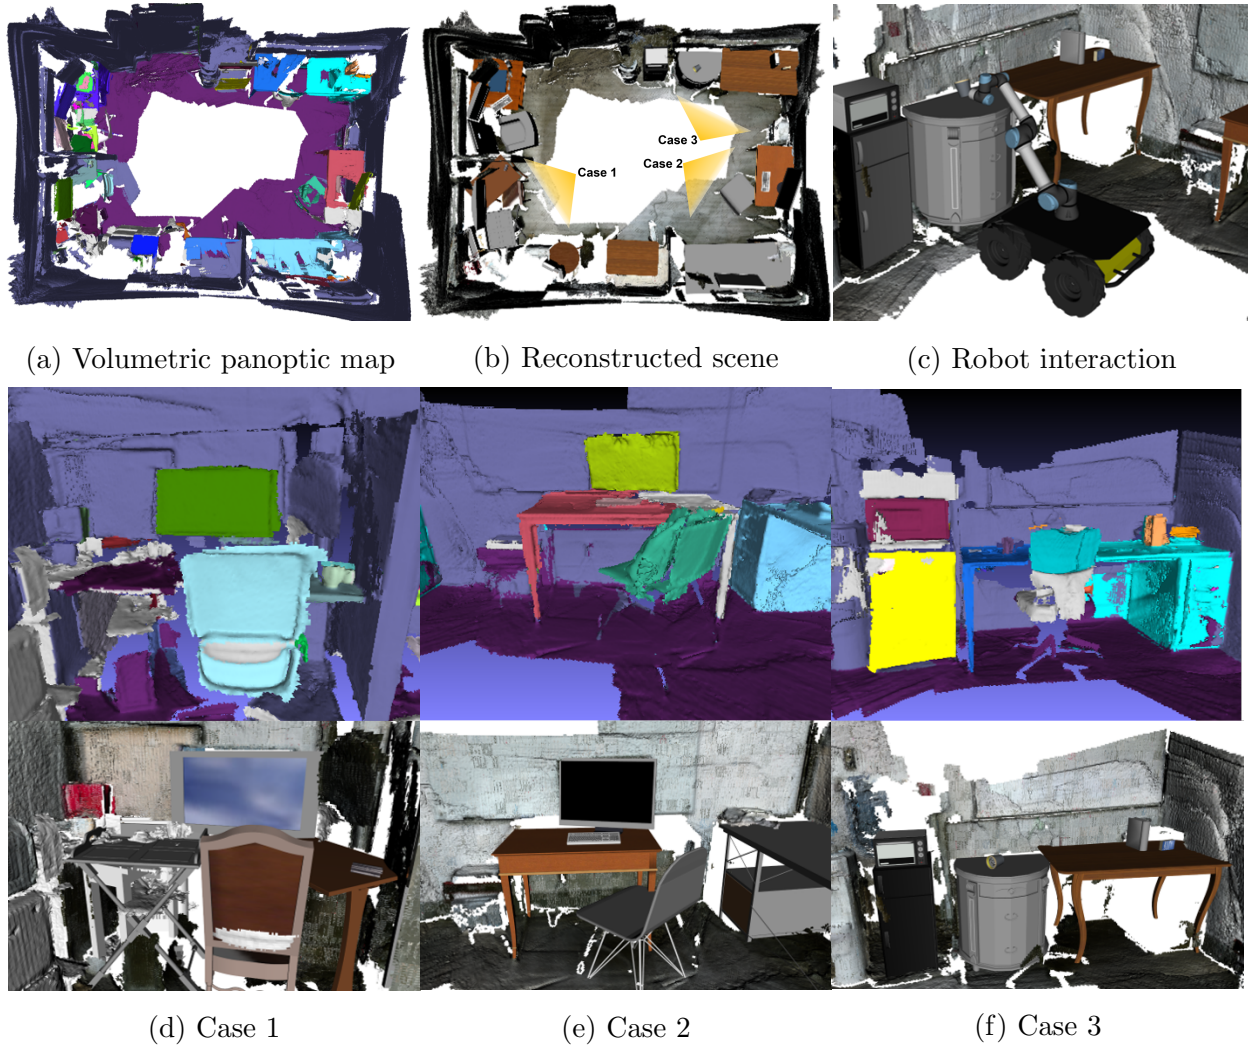 Case 3
Case 2
Case 1
(a) Volumetric panoptic map
(b) Reconstructed scene
(c) Robot interaction
(d) Case 1
(e) Case 2
(f) Case 3